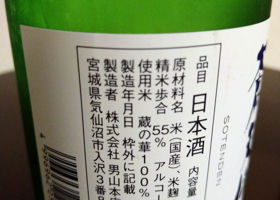 品目 日本酒 内容量
原材料名 米(国産)、米麹
精米歩合 55% アルコー
使用米 蔵の華100%
製造年月日 枠外に記載
製造者 株式会社 男山本
宮城県気仙沼市入沢3番8
SOTENDEN